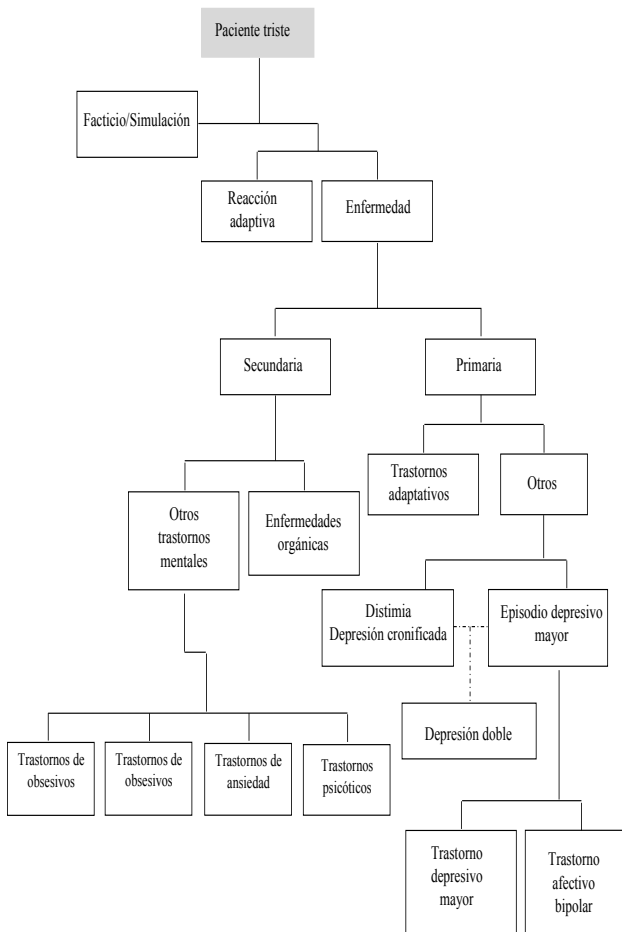 Paciente triste
Facticio/Simulación
Reacción
adaptiva
Enfermedad
Secundaria
Primaria
Trastornos
adaptativos
Otros
Otros
trastornos
mentales
Enfermedades
orgánicas
Distimia
Depresión cronificada
Episodio depresivo
mayor
Depresión doble
Trastornos de
obsesivos
Trastornos de
obsesivos
Trastornos de
ansiedad
Trastornos
psicóticos
Trastorno
depresivo
mayor
Trastorno
afectivo
bipolar